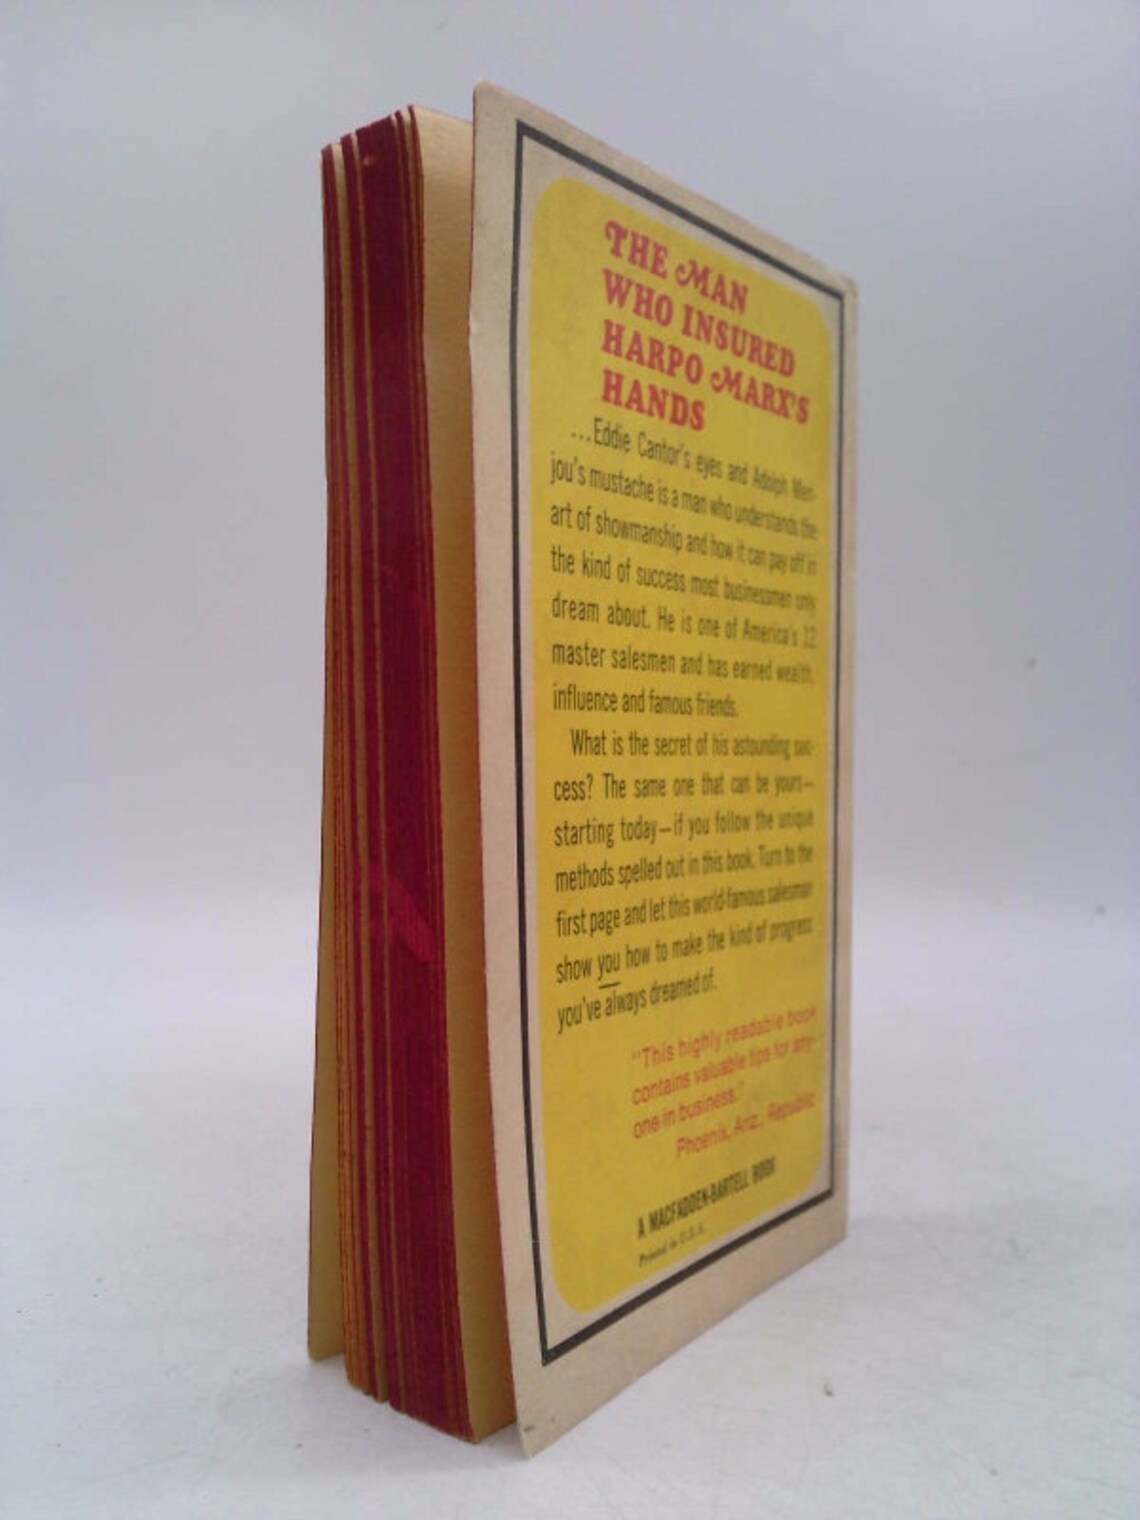 THE MAN
WHO INSURED
HARPO MARX'S
HANDS
...Eddie Cantor's eyes and Adolph Men-
jou's mustache is a man who understands the
art of showmanship and how it can pay off in
the kind of success most businessmen only
dream about. He is one of America's 12
master salesmen and has earned wealth,
influence and famous friends.
What is the secret of his astounding suc-
cess? The same one that can be yours—
starting today—if you follow the unique
methods spelled out in this book. Turn to the
first page and let this world-famous salesman
show you how to make the kind of progress
you've always dreamed of.
"This highly readable book
contains valuable tips for any-
one in business."
Phoenix, Ariz., Republic
A MACFADDEN-BARTELL BOOK
Printed in U.S.A.